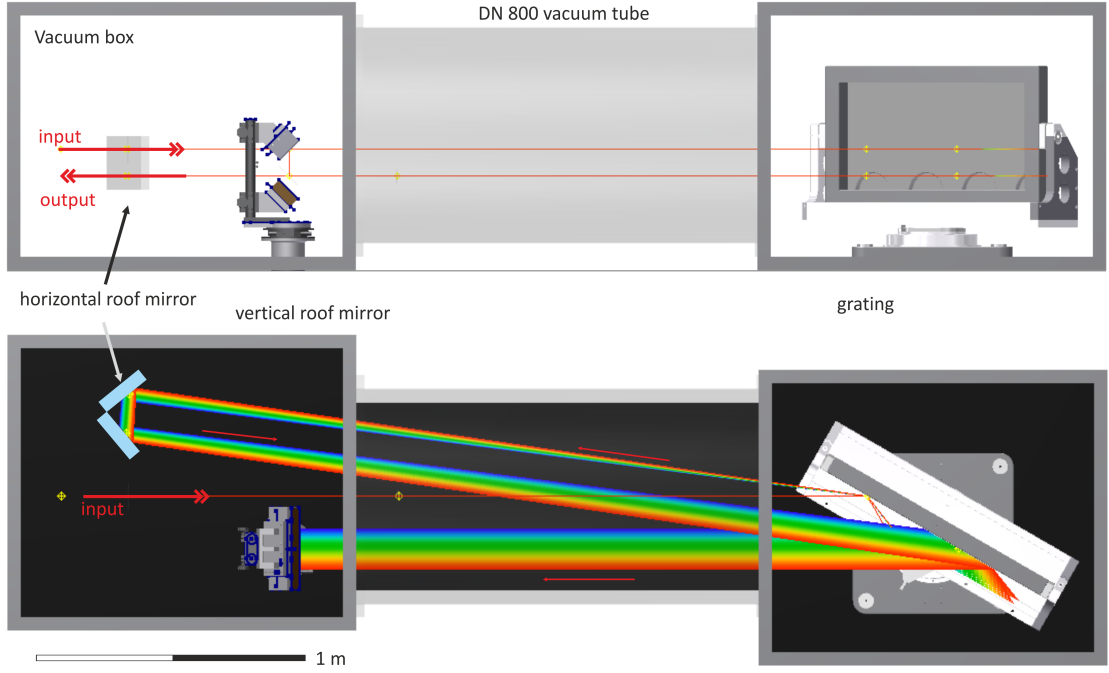 DN 800 vacuum tube
Vacuum box
input
output
horizontal roof mirror
vertical roof mirror
grating
input
1 m